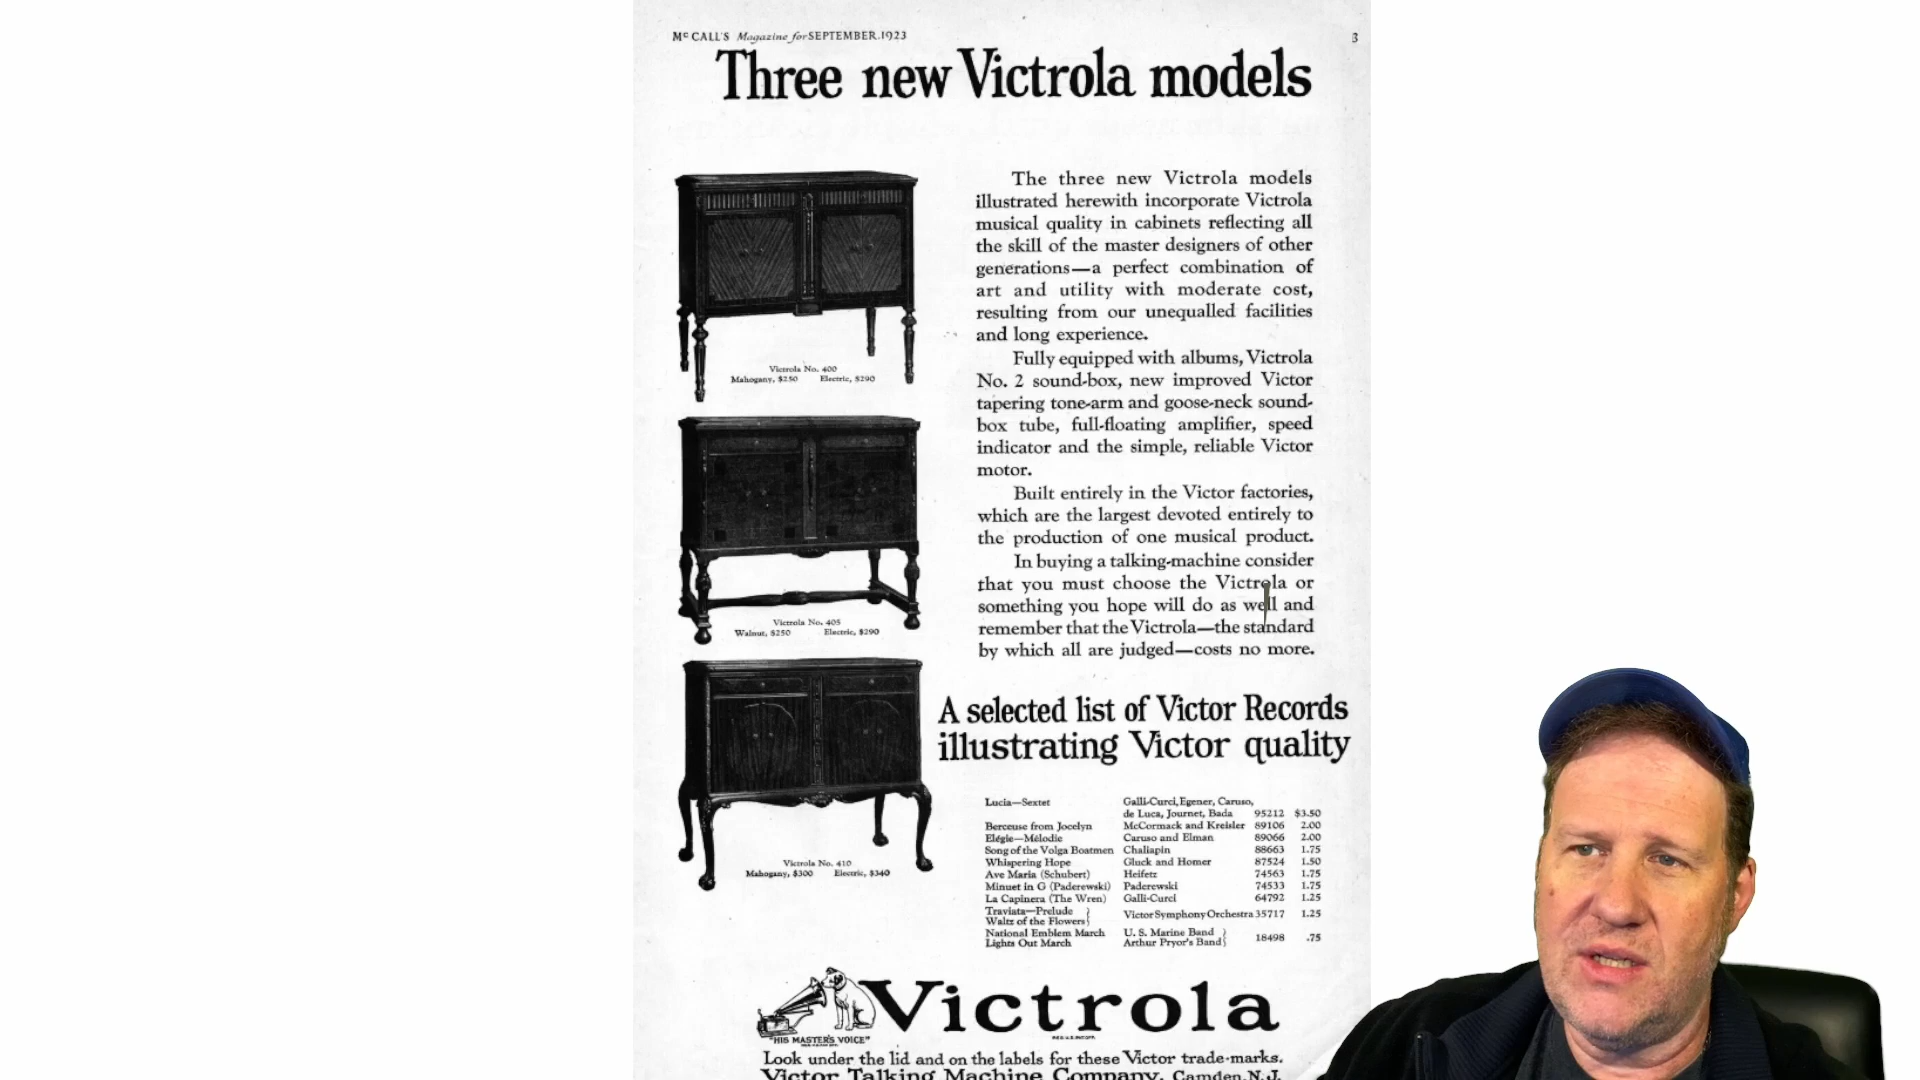 McCALL'S Magazine for SEPTEMBER, 1923
3
Three new Victrola models
Victrola No. 400
Mahogany, $250 Electric, $290
Victrola No. 405
Walnut, $250 Electric, $290
Victrola No. 410
Mahogany, $300 Electric, $340
The three new Victrola models
illustrated herewith incorporate Victrola
musical quality in cabinets reflecting all
the skill of the master designers of other
generations—a perfect combination of
art and utility with moderate cost,
resulting from our unequalled facilities
and long experience.
Fully equipped with albums, Victrola
No. 2 sound-box, new improved Victor
tapering tone-arm and goose-neck sound-
box tube, full-floating amplifier, speed
indicator and the simple, reliable Victor
motor.
Built entirely in the Victor factories,
which are the largest devoted entirely to
the production of one musical product.
In buying a talking-machine consider
that you must choose the Victrola or
something you hope will do as well and
remember that the Victrola—the standard
by which all are judged—costs no more.
A selected list of Victor Records
illustrating Victor quality
Lucia—Sextet Galli-Curci, Egener, Caruso,
de Luca, Journet, Bada 95212 $3.50
Berceuse from Jocelyn McCormack and Kreisler 89106 2.00
Elégie—Mélodie Caruso and Elman 89066 2.00
Song of the Volga Boatmen Chaliapin 88663 1.75
Whispering Hope Gluck and Homer 87524 1.50
Ave Maria (Schubert) Heifetz 74563 1.75
Minuet in G (Paderewski) Paderewski 74533 1.75
La Capinera (The Wren) Galli-Curci 64792 1.25
Traviata—Prelude
Waltz of the Flowers Victor Symphony Orchestra 35717 1.25
National Emblem March U. S. Marine Band
Lights Out March Arthur Pryor's Band 18498 .75
Victrola
"HIS MASTER'S VOICE"
Look under the lid and on the labels for these Victor trade-marks.
Victor Talking Machine Company, Camden, N. J.